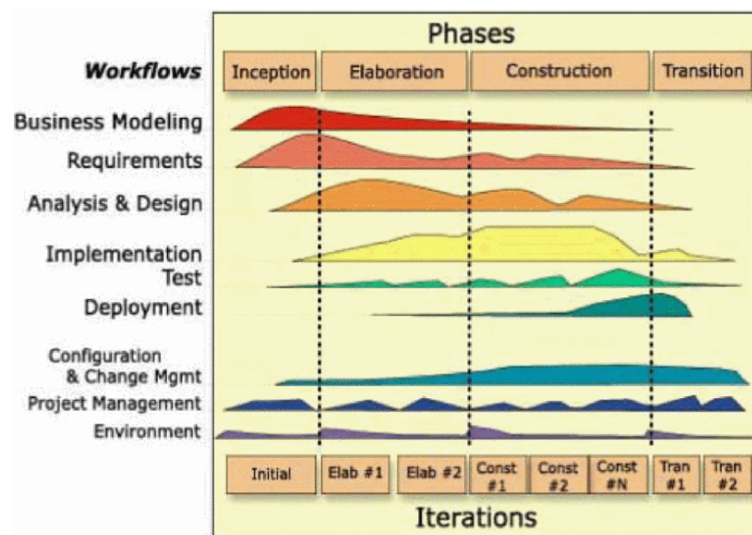 Phases
Workflows
Inception
Elaboration
Construction
Transition
Business Modeling
Requirements
Analysis & Design
Implementation
Test
Deployment
Configuration
& Change Mgmt
Project Management
Environment
Initial
Elab #1
Elab #2
Const
#1
Const
#2
Const
#N
Tran
#1
Tran
#2
Iterations